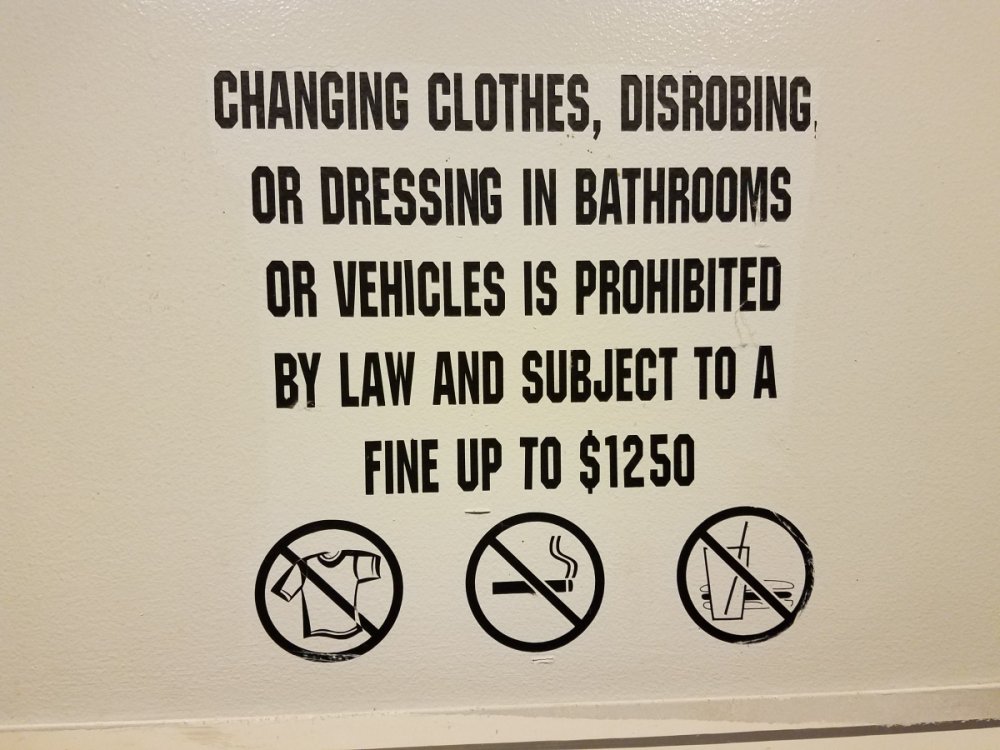 CHANGING CLOTHES, DISROBING,
OR DRESSING IN BATHROOMS
OR VEHICLES IS PROHIBITED
BY LAW AND SUBJECT TO A
FINE UP TO $1250